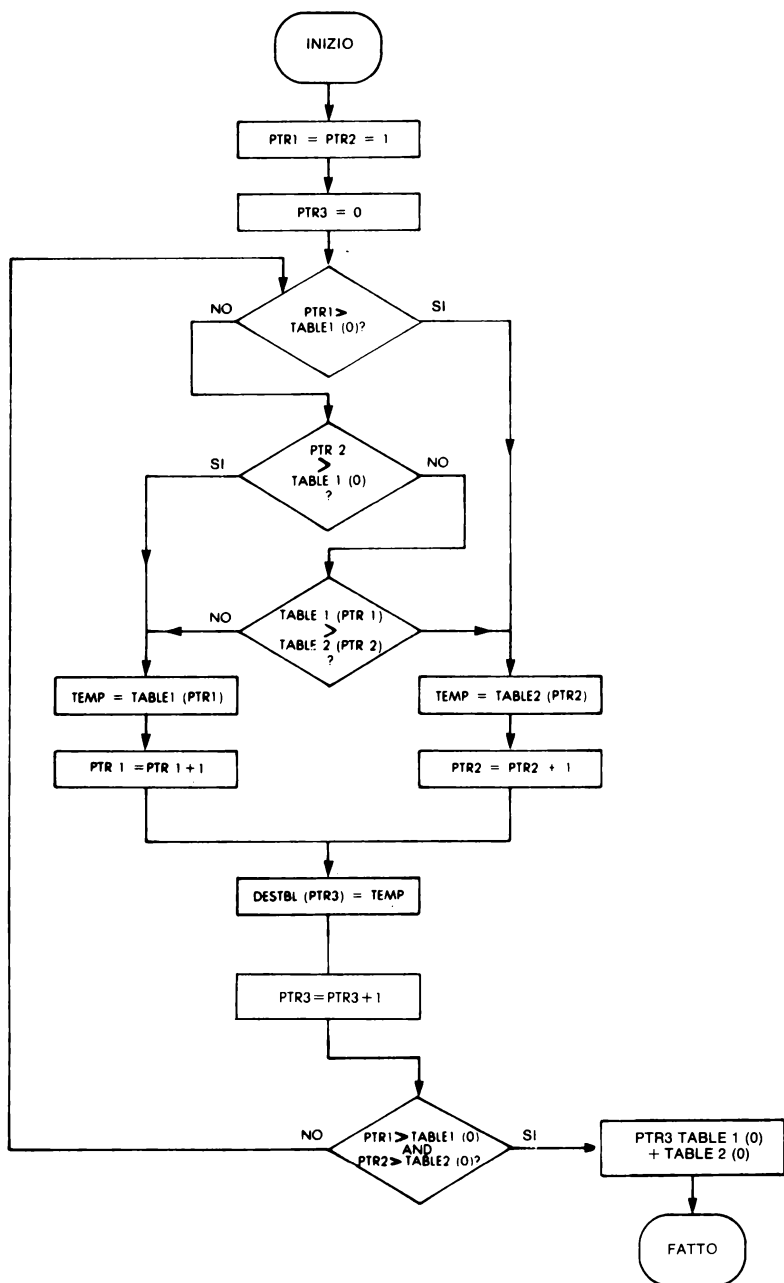 INIZIO
PTR1 = PTR2 = 1
PTR3 = 0
NO
PTR1>
TABLE1 (0)?
SI
SI
PTR 2
>
TABLE 1 (0)
?
NO
NO
TABLE 1 (PTR 1)
>
TABLE 2 (PTR 2)
?
TEMP = TABLE1 (PTR1)
TEMP = TABLE2 (PTR2)
PTR 1 =PTR 1+1
PTR2 = PTR2 + 1
DESTBL (PTR3) = TEMP
PTR3=PTR3+1
NO
PTR1> TABLE1 (0)
AND
PTR2> TABLE2 (0)?
SI
PTR3 TABLE 1 (0)
+ TABLE 2 (0)
FATTO